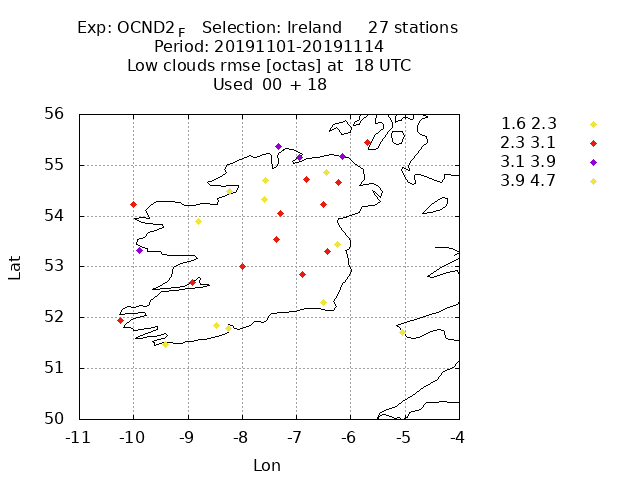 Exp: OCND2F Selection: Ireland 27 stations
Period: 20191101-20191114
Low clouds rmse [octas] at 18 UTC
Used 00 + 18
1.6 2.3
2.3 3.1
3.1 3.9
3.9 4.7
56
55
54
53
52
51
50
-11 -10 -9 -8 -7 -6 -5 -4
Lat
Lon